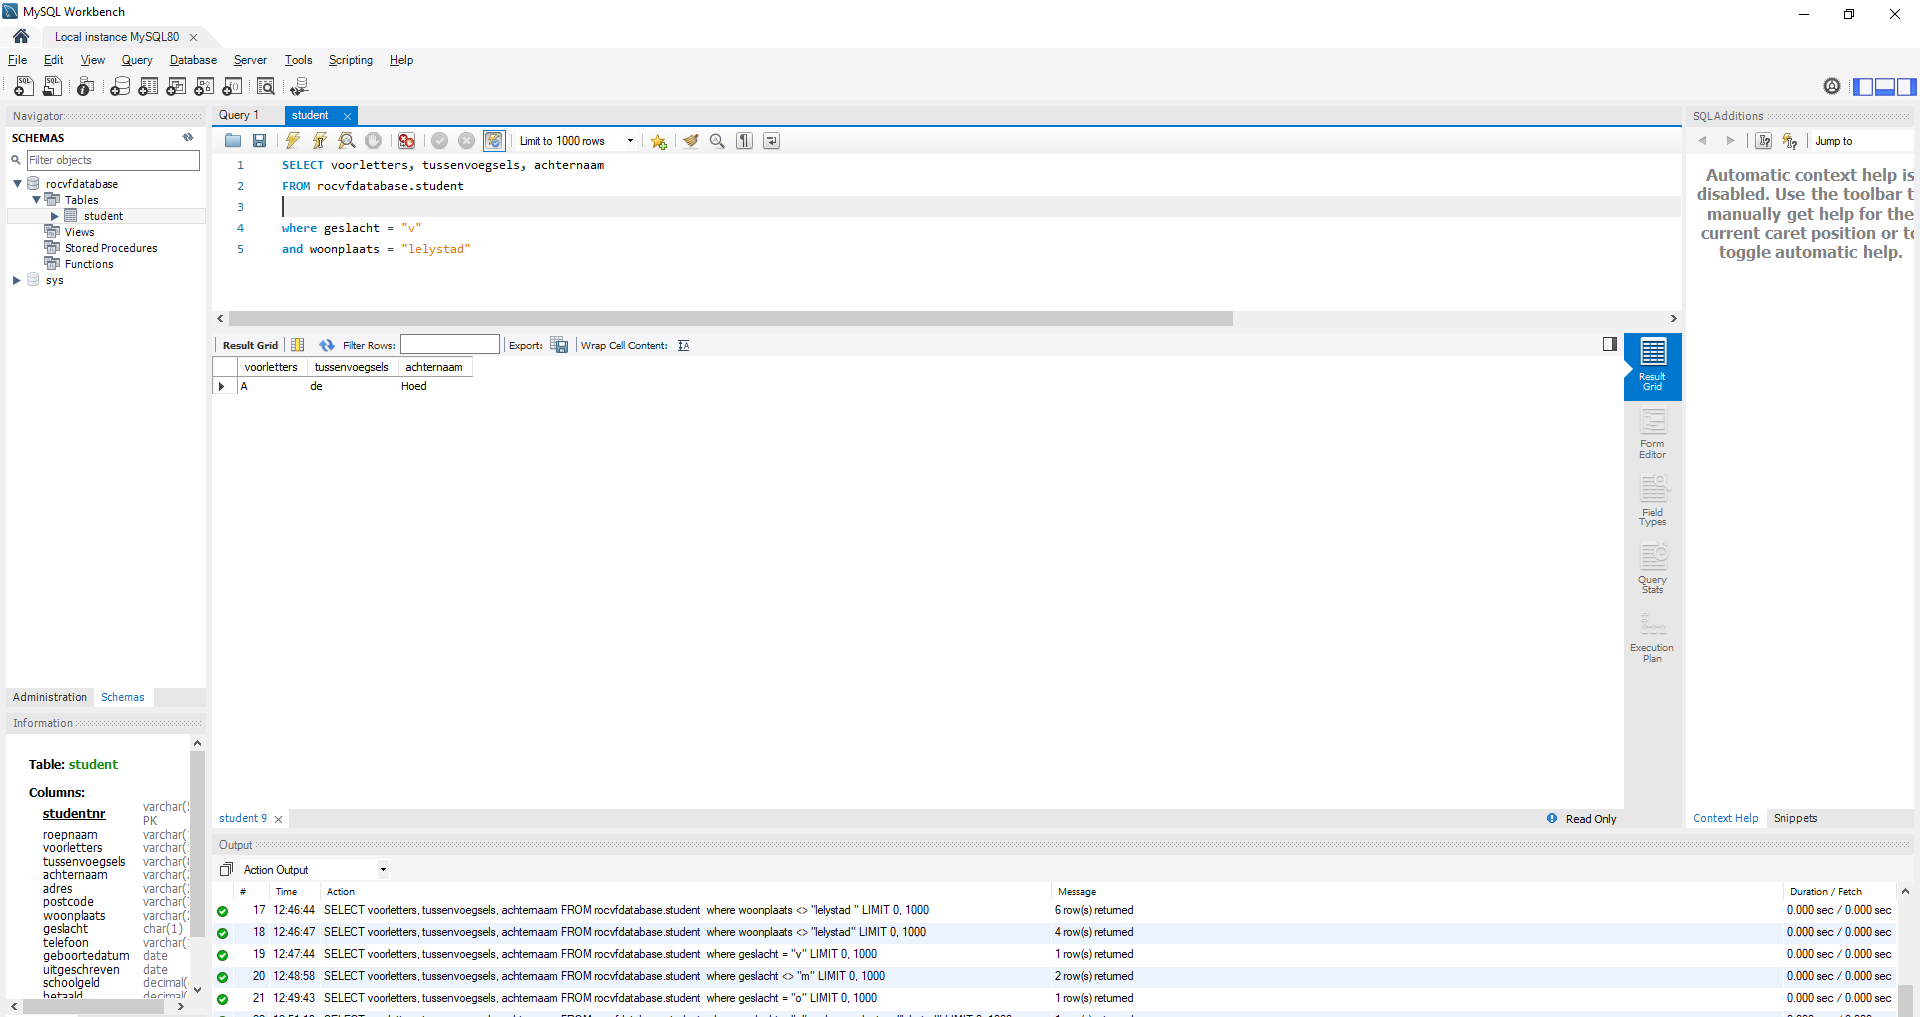 MySQL Workbench
Local instance MySQL80
File Edit View Query Database Server Tools Scripting Help
Navigator
SCHEMAS
Filter objects
rocvfdatabase
Tables
student
Views
Stored Procedures
Functions
sys
Administration Schemas
Information
Table: student
Columns:
studentnr varchar(
PK
roepnaam varchar(
voorletters varchar(
tussenvoegsels varchar(
achternaam varchar(
adres varchar(
postcode varchar(
woonplaats varchar(
geslacht char(1)
telefoon varchar(
geboortedatum date
uitgeschreven date
schoolgeld decimal(
betaald decimal(
Query 1 student
Limit to 1000 rows
1 SELECT voorletters, tussenvoegsels, achternaam
2 FROM rocvfdatabase.student
3
4 where geslacht = "v"
5 and woonplaats = "lelystad"
Result Grid Filter Rows: Export: Wrap Cell Content:
voorletters tussenvoegsels achternaam
A de Hoed
Result
Grid
Form
Editor
Field
Types
Query
Stats
Execution
Plan
student 9
Read Only
SQLAdditions
Jump to
Automatic context help is
disabled. Use the toolbar t
manually get help for the
current caret position or to
toggle automatic help.
Context Help Snippets
Output
Action Output
# Time Action Message Duration / Fetch
17 12:46:44 SELECT voorletters, tussenvoegsels, achternaam FROM rocvfdatabase.student where woonplaats <> "lelystad " LIMIT 0, 1000 6 row(s) returned 0.000 sec / 0.000 sec
18 12:46:47 SELECT voorletters, tussenvoegsels, achternaam FROM rocvfdatabase.student where woonplaats <> "lelystad" LIMIT 0, 1000 4 row(s) returned 0.000 sec / 0.000 sec
19 12:47:44 SELECT voorletters, tussenvoegsels, achternaam FROM rocvfdatabase.student where geslacht = "v" LIMIT 0, 1000 1 row(s) returned 0.000 sec / 0.000 sec
20 12:48:58 SELECT voorletters, tussenvoegsels, achternaam FROM rocvfdatabase.student where geslacht <> "m" LIMIT 0, 1000 2 row(s) returned 0.000 sec / 0.000 sec
21 12:49:43 SELECT voorletters, tussenvoegsels, achternaam FROM rocvfdatabase.student where geslacht = "o" LIMIT 0, 1000 1 row(s) returned 0.000 sec / 0.000 sec